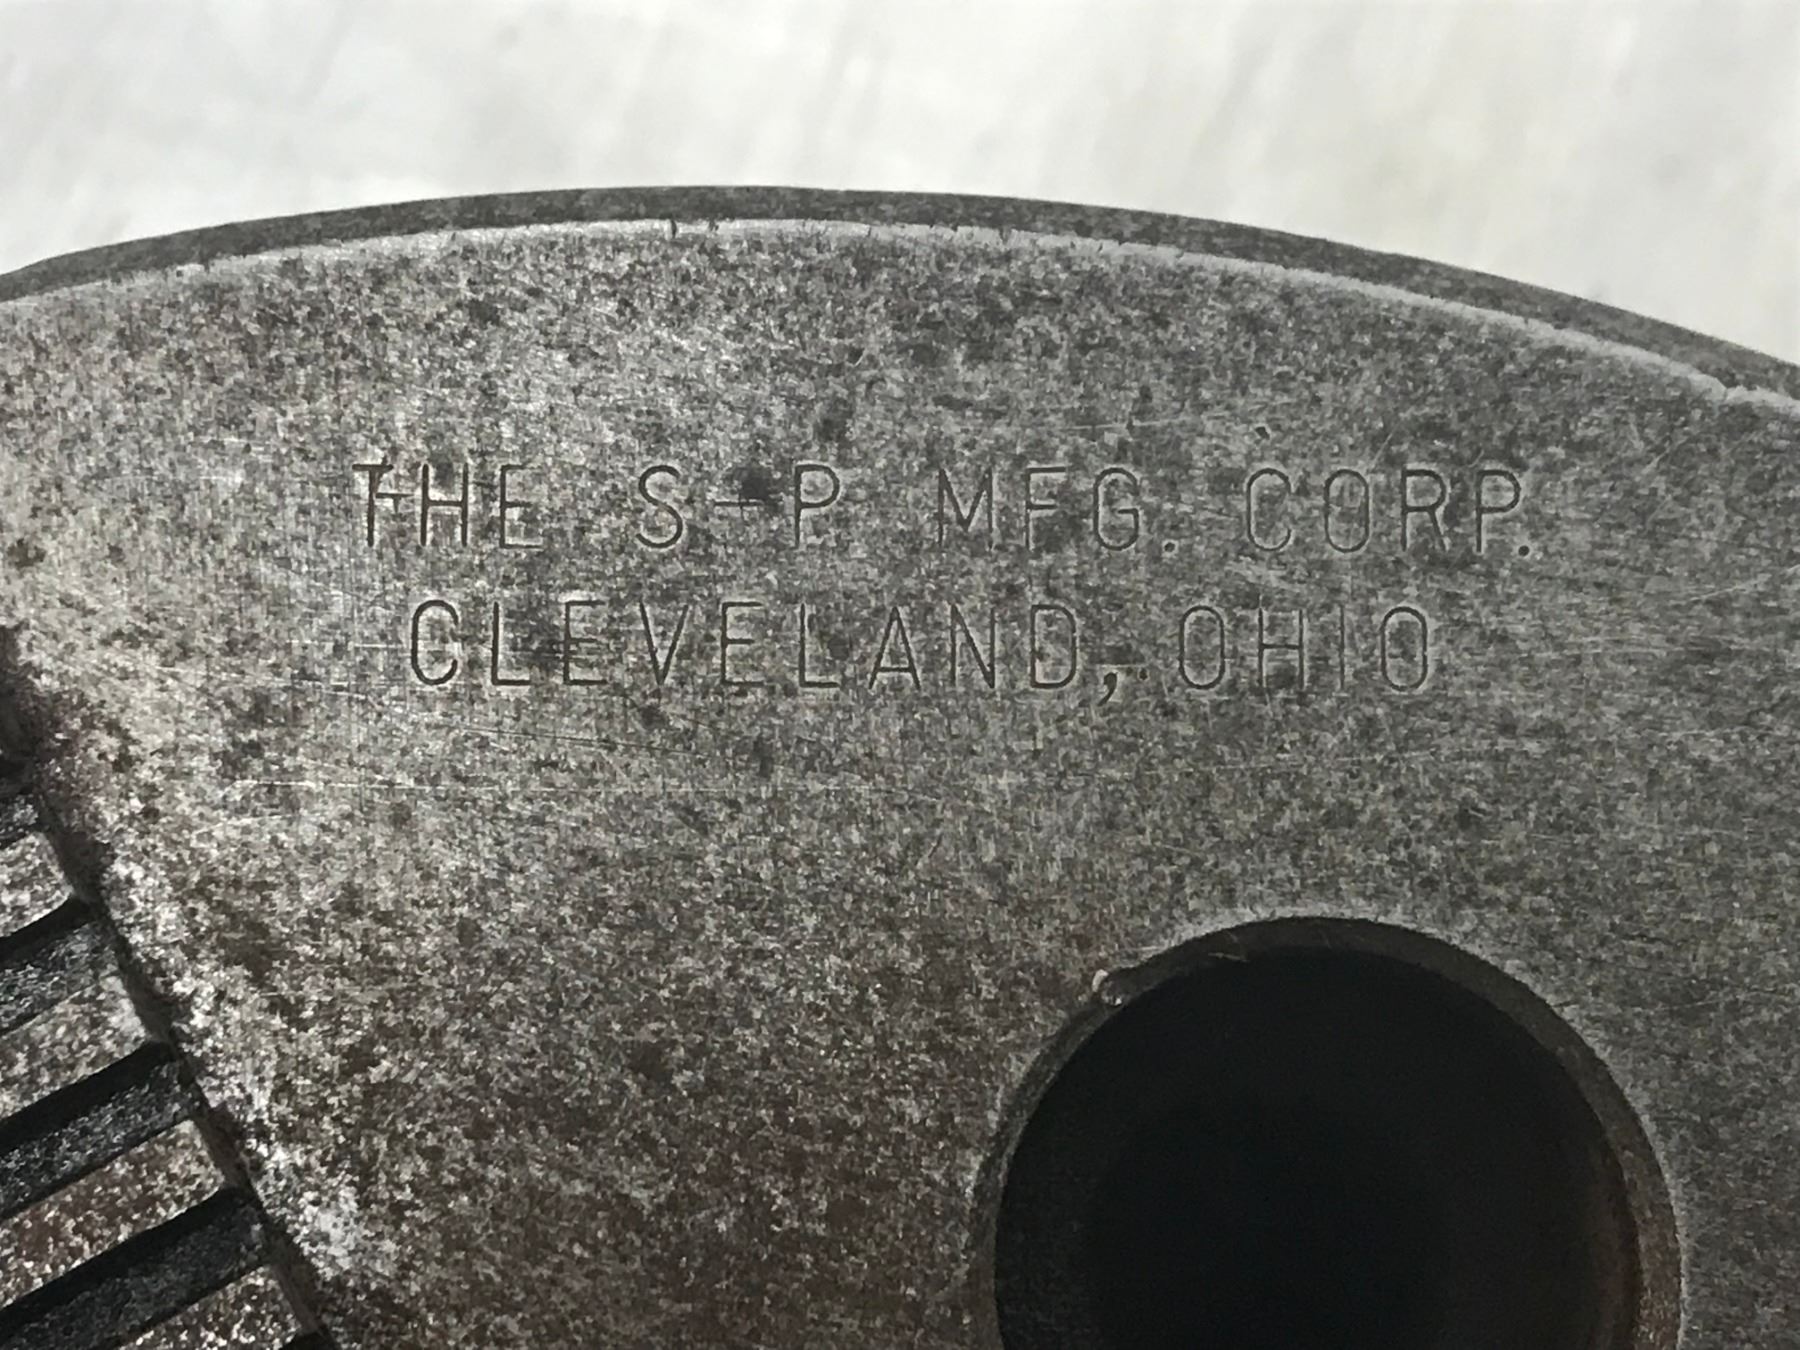 THE S-P MFG. CORP.
CLEVELAND, OHIO